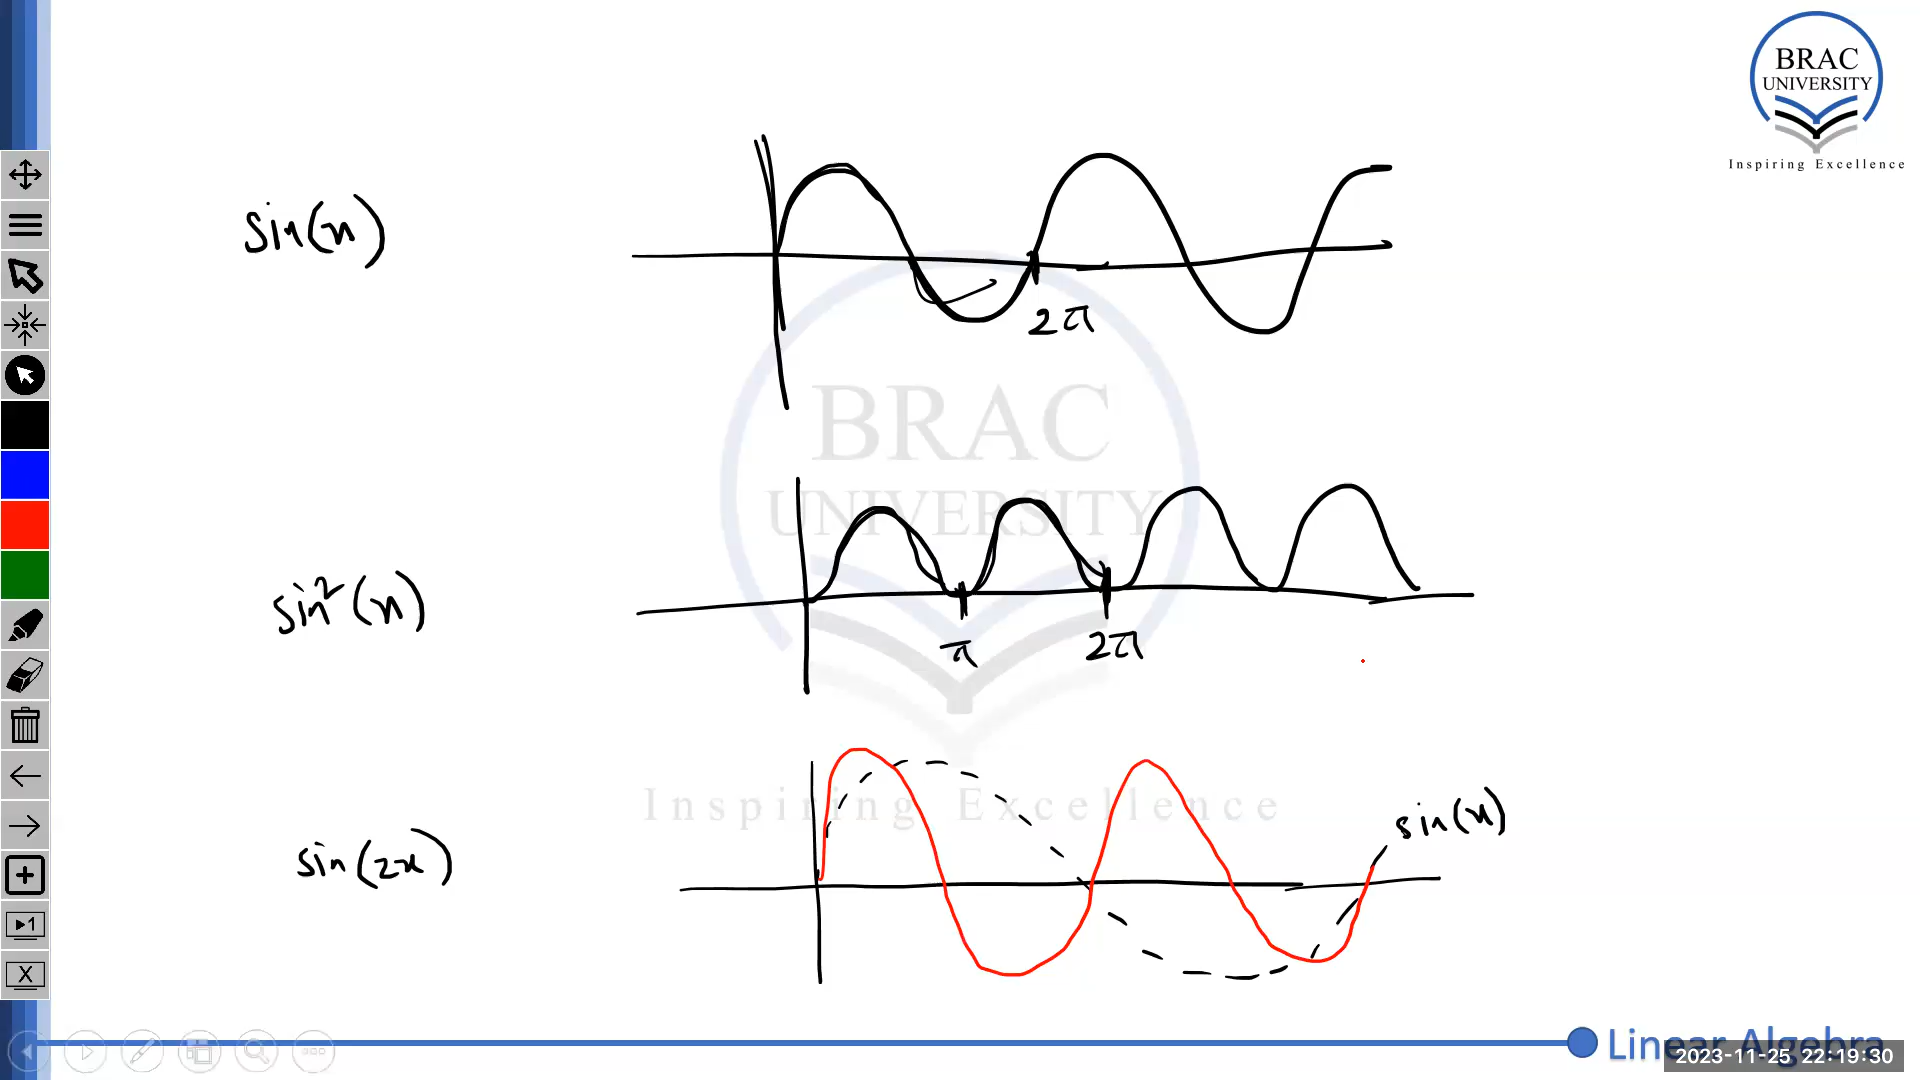 BRAC
UNIVERSITY
Inspiring Excellence
sin(x)
2π
BRAC
UNIVERSITY
sin²(x)
π
2π
Inspiring Excellence
sin(x)
sin(2x)
Linear Algebra
2023-11-25 22:19:30